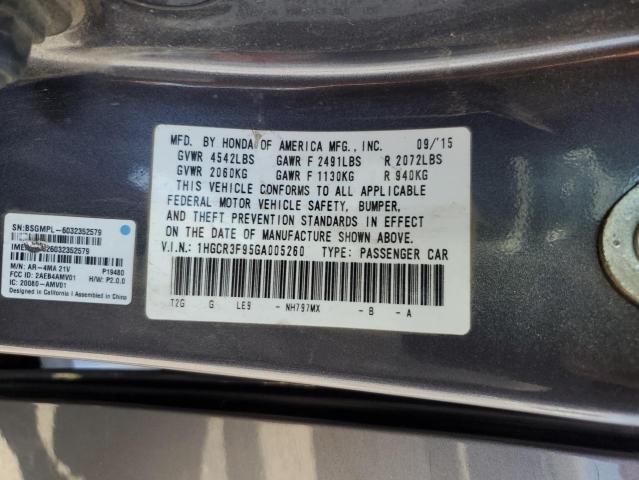 MFD. BY HONDA OF AMERICA MFG., INC. 09/'15
GVWR 4542LBS GAWR F 2491LBS R 2072LBS
GVWR 2060KG GAWR F 1130KG R 940KG
THIS VEHICLE CONFORMS TO ALL APPLICABLE
FEDERAL MOTOR VEHICLE SAFETY, BUMPER,
AND THEFT PREVENTION STANDARDS IN EFFECT
ON THE DATE OF MANUFACTURE SHOWN ABOVE.
V.I.N.: 1HGCR3F95GA005260 TYPE: PASSENGER CAR
T2G G LE9 - NH797MX - B - A
SN:BSGMPL-6032352579
M/N: AR-4MA 21V P19480
FCC ID: 2AEB4AMV01 H/W: P2.0.0
IC: 20080-AMV01
Designed in California | Assembled in China